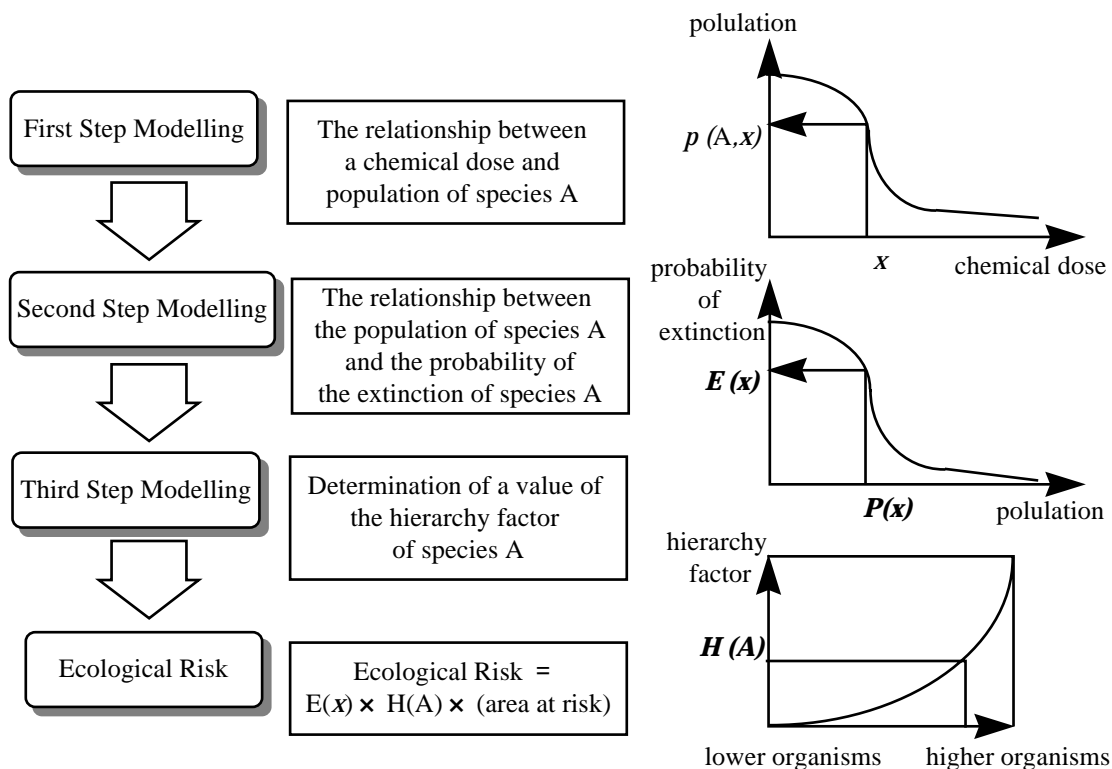 First Step Modelling
The relationship between
a chemical dose and
population of species A
polulation
p (A,x)
x
chemical dose
Second Step Modelling
The relationship between
the population of species A
and the probability of
the extinction of species A
probability
of
extinction
E (x)
P(x)
polulation
Third Step Modelling
Determination of a value of
the hierarchy factor
of species A
hierarchy
factor
H (A)
lower organisms
higher organisms
Ecological Risk
Ecological Risk =
E(x) × H(A) × (area at risk)